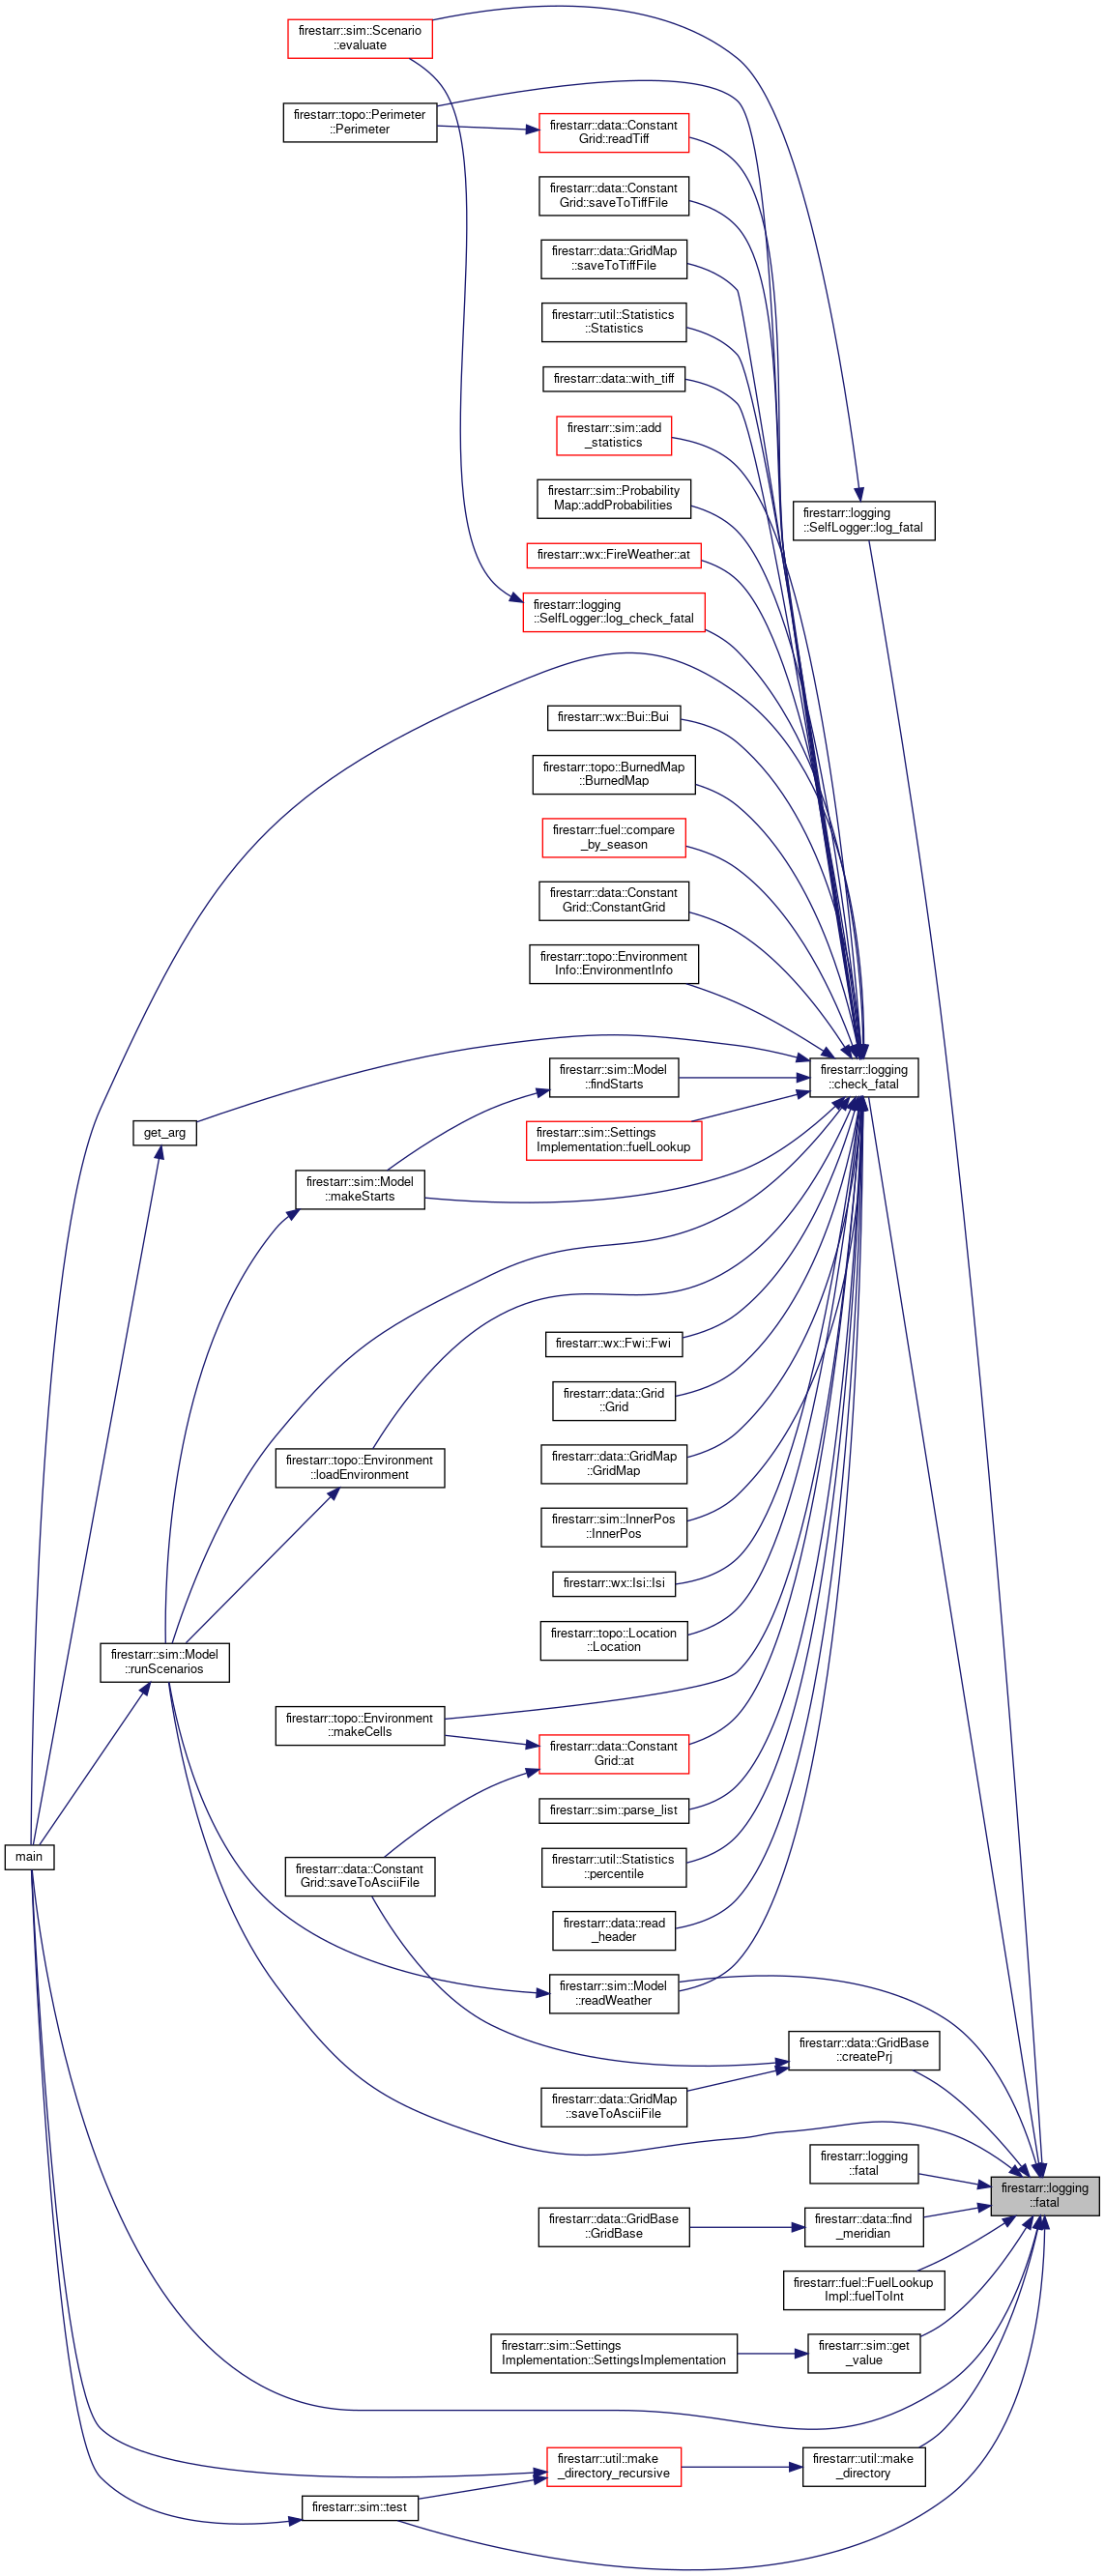 firestarr::sim::Scenario
::evaluate
firestarr::topo::Perimeter
::Perimeter
firestarr::data::Constant
Grid::readTiff
firestarr::data::Constant
Grid::saveToTiffFile
firestarr::data::GridMap
::saveToTiffFile
firestarr::util::Statistics
::Statistics
firestarr::data::with_tiff
firestarr::sim::add
_statistics
firestarr::sim::Probability
Map::addProbabilities
firestarr::logging
::SelfLogger::log_fatal
firestarr::wx::FireWeather::at
firestarr::logging
::SelfLogger::log_check_fatal
firestarr::wx::Bui::Bui
firestarr::topo::BurnedMap
::BurnedMap
firestarr::fuel::compare
_by_season
firestarr::data::Constant
Grid::ConstantGrid
firestarr::topo::Environment
Info::EnvironmentInfo
firestarr::sim::Model
::findStarts
firestarr::logging
::check_fatal
get_arg
firestarr::sim::Settings
Implementation::fuelLookup
firestarr::sim::Model
::makeStarts
firestarr::wx::Fwi::Fwi
firestarr::data::Grid
::Grid
firestarr::topo::Environment
::loadEnvironment
firestarr::data::GridMap
::GridMap
firestarr::sim::InnerPos
::InnerPos
firestarr::wx::Isi::Isi
firestarr::topo::Location
::Location
firestarr::sim::Model
::runScenarios
firestarr::topo::Environment
::makeCells
firestarr::data::Constant
Grid::at
firestarr::sim::parse_list
main
firestarr::data::Constant
Grid::saveToAsciiFile
firestarr::util::Statistics
::percentile
firestarr::data::read
_header
firestarr::sim::Model
::readWeather
firestarr::data::GridBase
::createPrj
firestarr::data::GridMap
::saveToAsciiFile
firestarr::logging
::fatal
firestarr::logging
::fatal
firestarr::data::GridBase
::GridBase
firestarr::data::find
_meridian
firestarr::fuel::FuelLookup
Impl::fuelToInt
firestarr::sim::Settings
Implementation::SettingsImplementation
firestarr::sim::get
_value
firestarr::util::make
_directory_recursive
firestarr::util::make
_directory
firestarr::sim::test